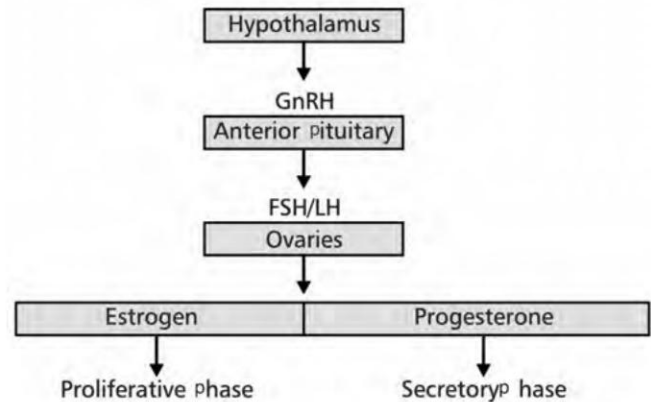 Hypothalamus
GnRH
Anterior pituitary
FSH/LH
Ovaries
Estrogen Progesterone
Proliferative phase Secretoryp hase